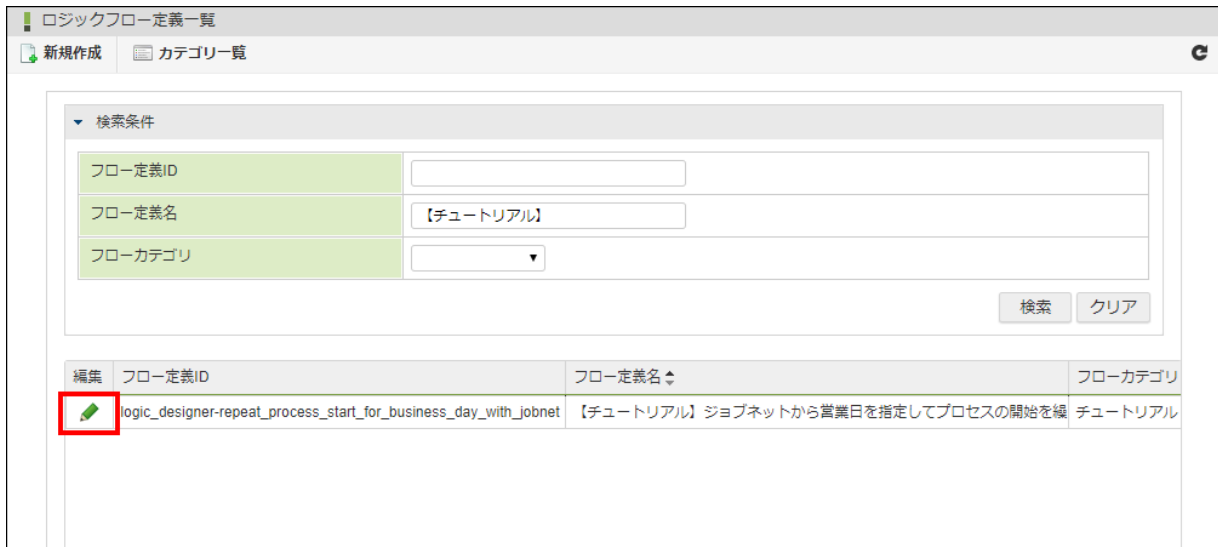 ロジックフロー定義一覧
新規作成 カテゴリ一覧
検索条件
フロー定義ID
フロー定義名 【チュートリアル】
フローカテゴリ
検索 クリア
編集 フロー定義ID フロー定義名 フローカテゴリ
logic_designer-repeat_process_start_for_business_day_with_jobnet 【チュートリアル】ジョブネットから営業日を指定してプロセスの開始を繰 チュートリアル